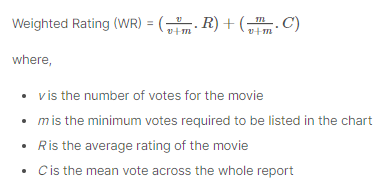 Weighted Rating (WR) = (v/(v+m) . R) + (m/(v+m) . C)
where,
• v is the number of votes for the movie
• m is the minimum votes required to be listed in the chart
• R is the average rating of the movie
• C is the mean vote across the whole report